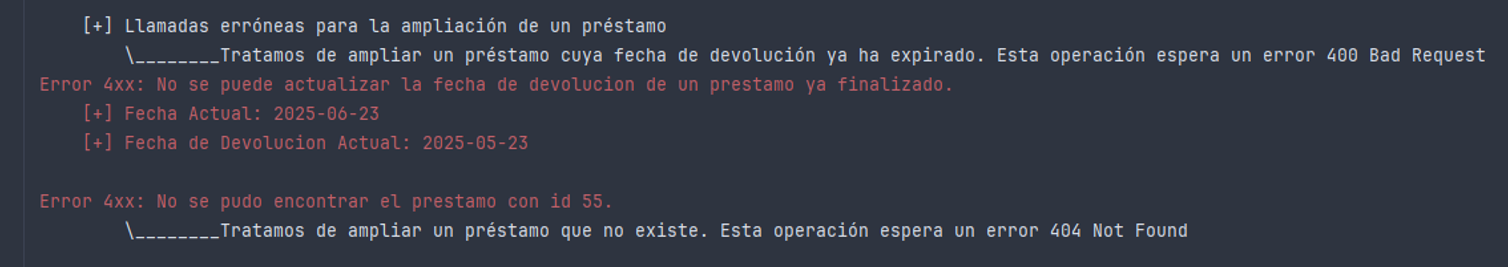 [+] Llamadas erróneas para la ampliación de un préstamo
\________Tratamos de ampliar un préstamo cuya fecha de devolución ya ha expirado. Esta operación espera un error 400 Bad Request
Error 4xx: No se puede actualizar la fecha de devolucion de un prestamo ya finalizado.
[+] Fecha Actual: 2025-06-23
[+] Fecha de Devolucion Actual: 2025-05-23
Error 4xx: No se pudo encontrar el prestamo con id 55.
\________Tratamos de ampliar un préstamo que no existe. Esta operación espera un error 404 Not Found